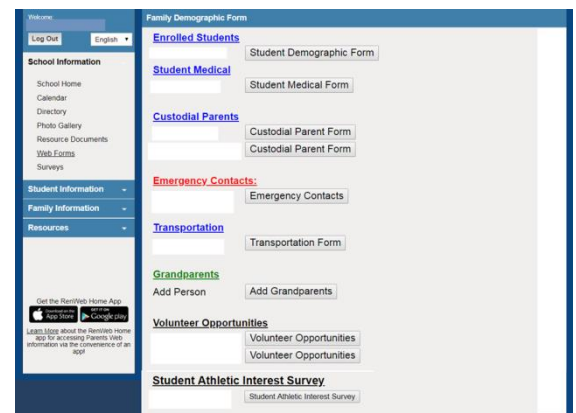 Welcome:
Log Out
English
School Information
School Home
Calendar
Directory
Photo Gallery
Resource Documents
Web Forms
Surveys
Student Information
Family Information
Resources
Get the RenWeb Home App
Download on the App Store
GET IT ON Google play
Learn More about the RenWeb Home
app for accessing Parents Web
information via the convenience of an
app!
Family Demographic Form
Enrolled Students
Student Demographic Form
Student Medical
Student Medical Form
Custodial Parents
Custodial Parent Form
Custodial Parent Form
Emergency Contacts:
Emergency Contacts
Transportation
Transportation Form
Grandparents
Add Person Add Grandparents
Volunteer Opportunities
Volunteer Opportunities
Volunteer Opportunities
Student Athletic Interest Survey
Student Athletic Interest Survey